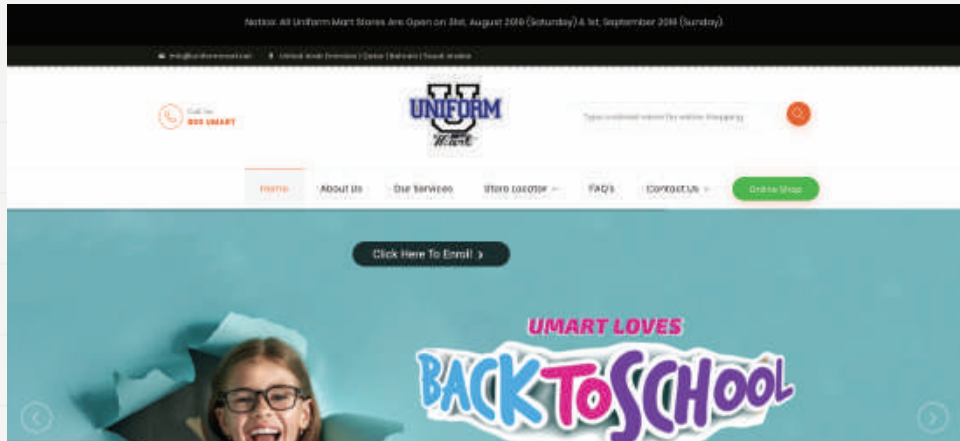 Notice: All Uniform Mart Stores Are Open on 31st, August 2019 (Saturday) & 1st, September 2019 (Sunday).
United Arab Emirates | Qatar | Bahrain | Saudi Arabia
Call Us
800 UMART
UNIFORM
U
Mart
Home About Us Our Services Store Locator FAQ's Contact Us Online Shop
Click Here To Enroll
UMART LOVES
BACK TO SCHOOL